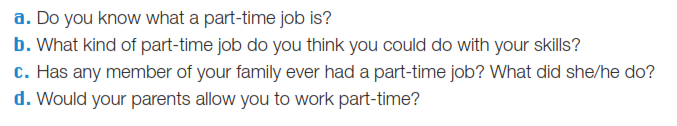 a. Do you know what a part-time job is?
b. What kind of part-time job do you think you could do with your skills?
c. Has any member of your family ever had a part-time job? What did she/he do?
d. Would your parents allow you to work part-time?